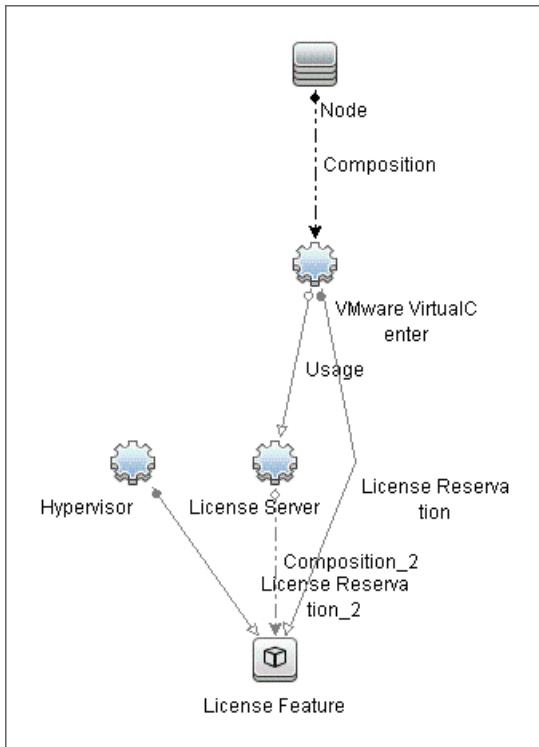 Node
Composition
VMware VirtualC
enter
Usage
License Reserva
tion
Hypervisor
License Server
Composition_2
License Reserva
tion_2
License Feature